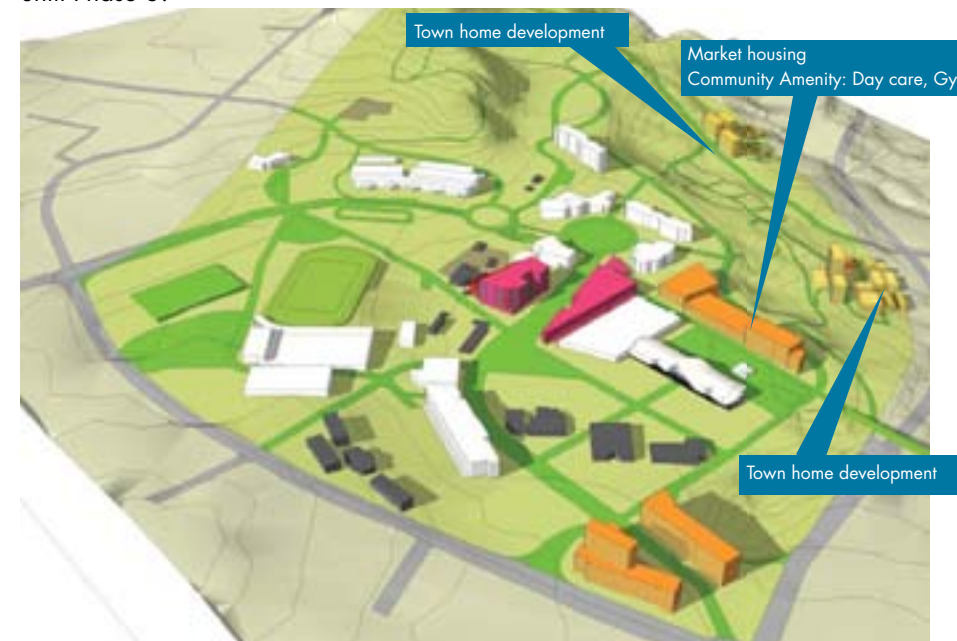 Town home development
Market housing
Community Amenity: Day care, Gy
Town home development